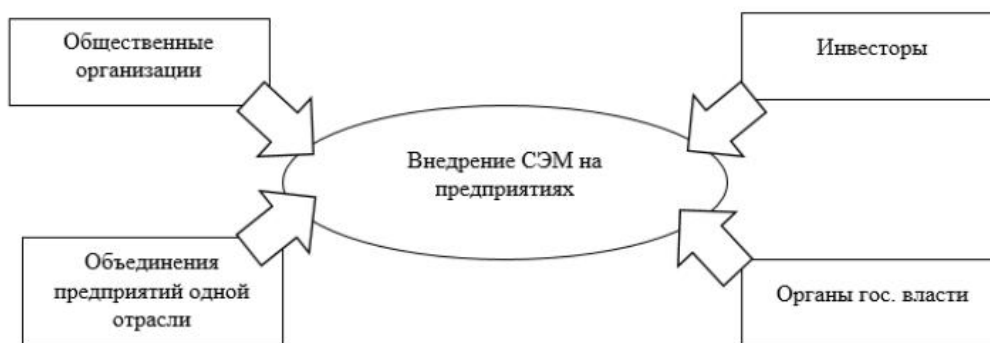 Общественные
организации
Инвесторы
Внедрение СЭМ на
предприятиях
Объединения
предприятий одной
отрасли
Органы гос. власти